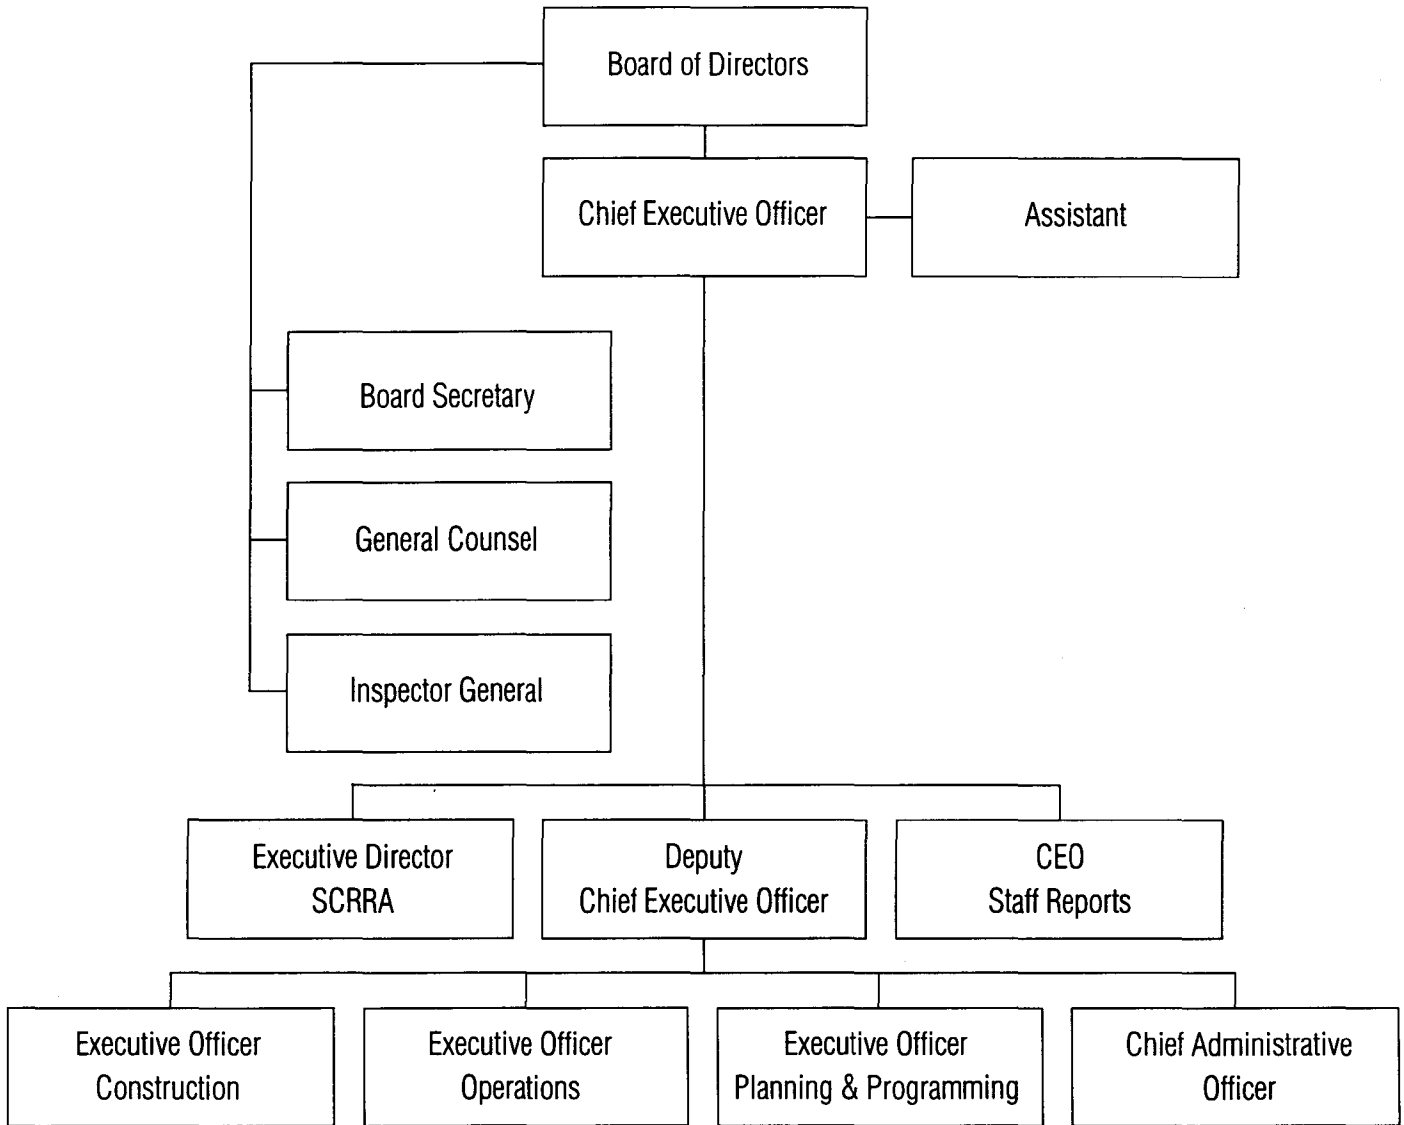 Board of Directors
Chief Executive Officer
Assistant
Board Secretary
General Counsel
Inspector General
Executive Director
SCRRA
Deputy
Chief Executive Officer
CEO
Staff Reports
Executive Officer
Construction
Executive Officer
Operations
Executive Officer
Planning & Programming
Chief Administrative
Officer